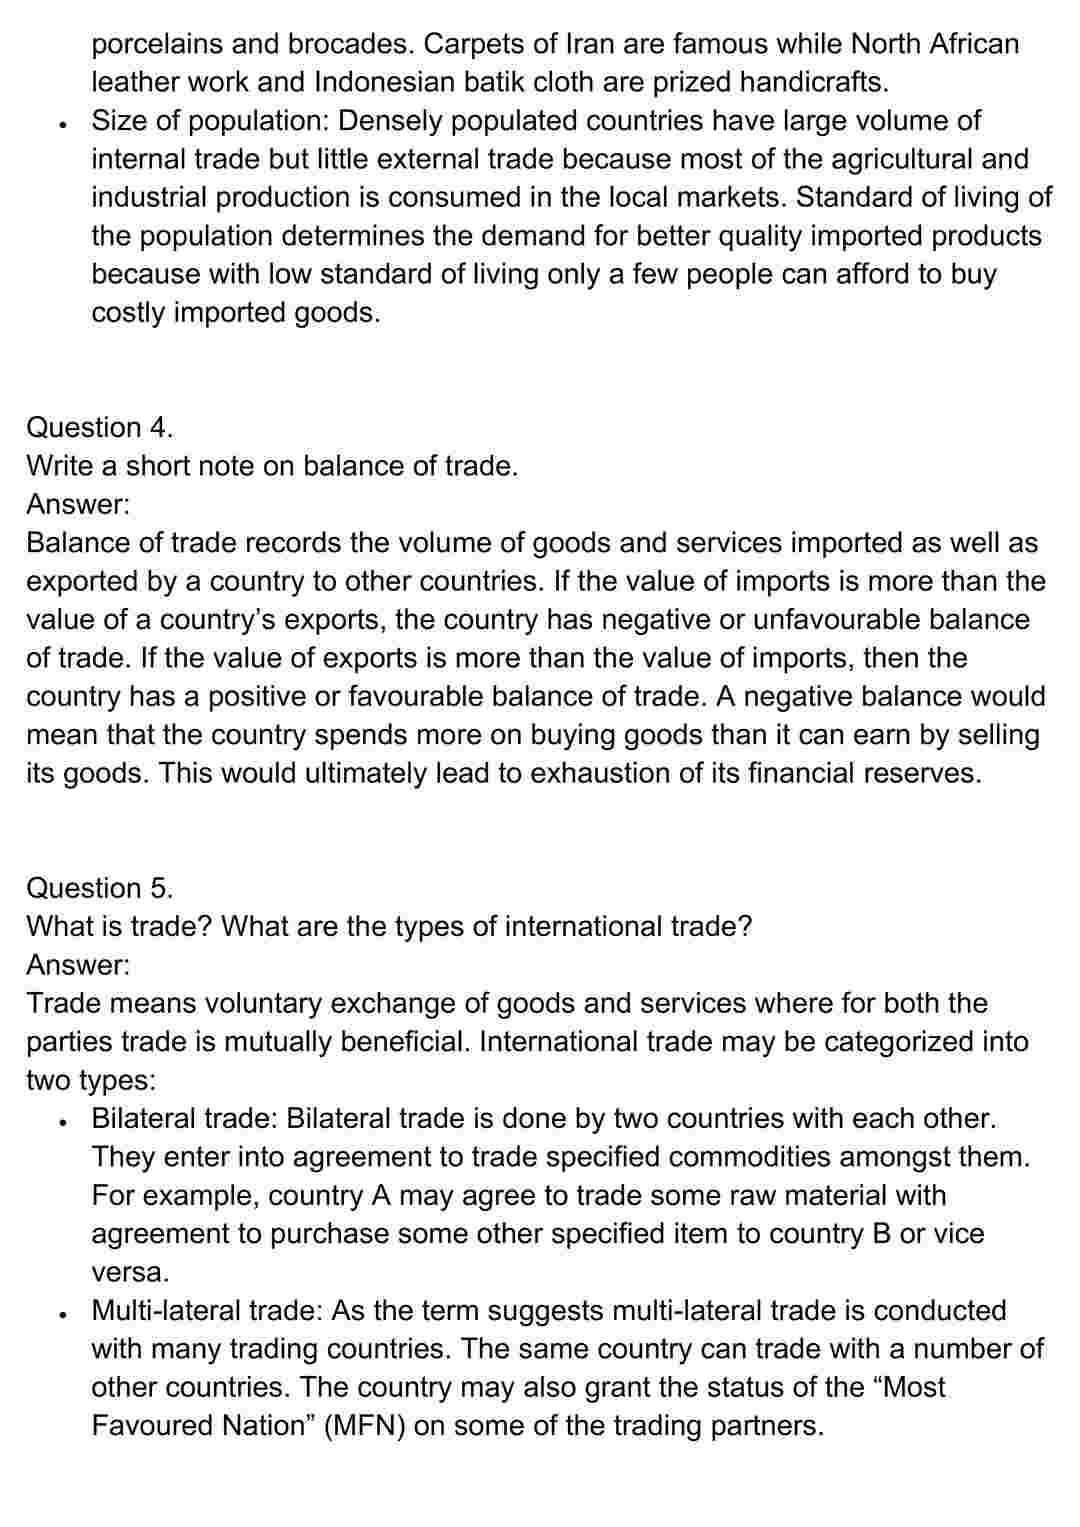 porcelains and brocades. Carpets of Iran are famous while North African
leather work and Indonesian batik cloth are prized handicrafts.
• Size of population: Densely populated countries have large volume of
internal trade but little external trade because most of the agricultural and
industrial production is consumed in the local markets. Standard of living of
the population determines the demand for better quality imported products
because with low standard of living only a few people can afford to buy
costly imported goods.
Question 4.
Write a short note on balance of trade.
Answer:
Balance of trade records the volume of goods and services imported as well as
exported by a country to other countries. If the value of imports is more than the
value of a country’s exports, the country has negative or unfavourable balance
of trade. If the value of exports is more than the value of imports, then the
country has a positive or favourable balance of trade. A negative balance would
mean that the country spends more on buying goods than it can earn by selling
its goods. This would ultimately lead to exhaustion of its financial reserves.
Question 5.
What is trade? What are the types of international trade?
Answer:
Trade means voluntary exchange of goods and services where for both the
parties trade is mutually beneficial. International trade may be categorized into
two types:
• Bilateral trade: Bilateral trade is done by two countries with each other.
They enter into agreement to trade specified commodities amongst them.
For example, country A may agree to trade some raw material with
agreement to purchase some other specified item to country B or vice
versa.
• Multi-lateral trade: As the term suggests multi-lateral trade is conducted
with many trading countries. The same country can trade with a number of
other countries. The country may also grant the status of the “Most
Favoured Nation” (MFN) on some of the trading partners.